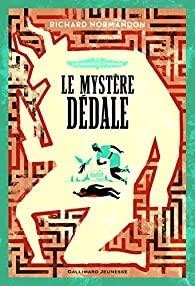 RICHARD NORMANDON
LE MYSTÈRE
DÉDALE
GALLIMARD JEUNESSE